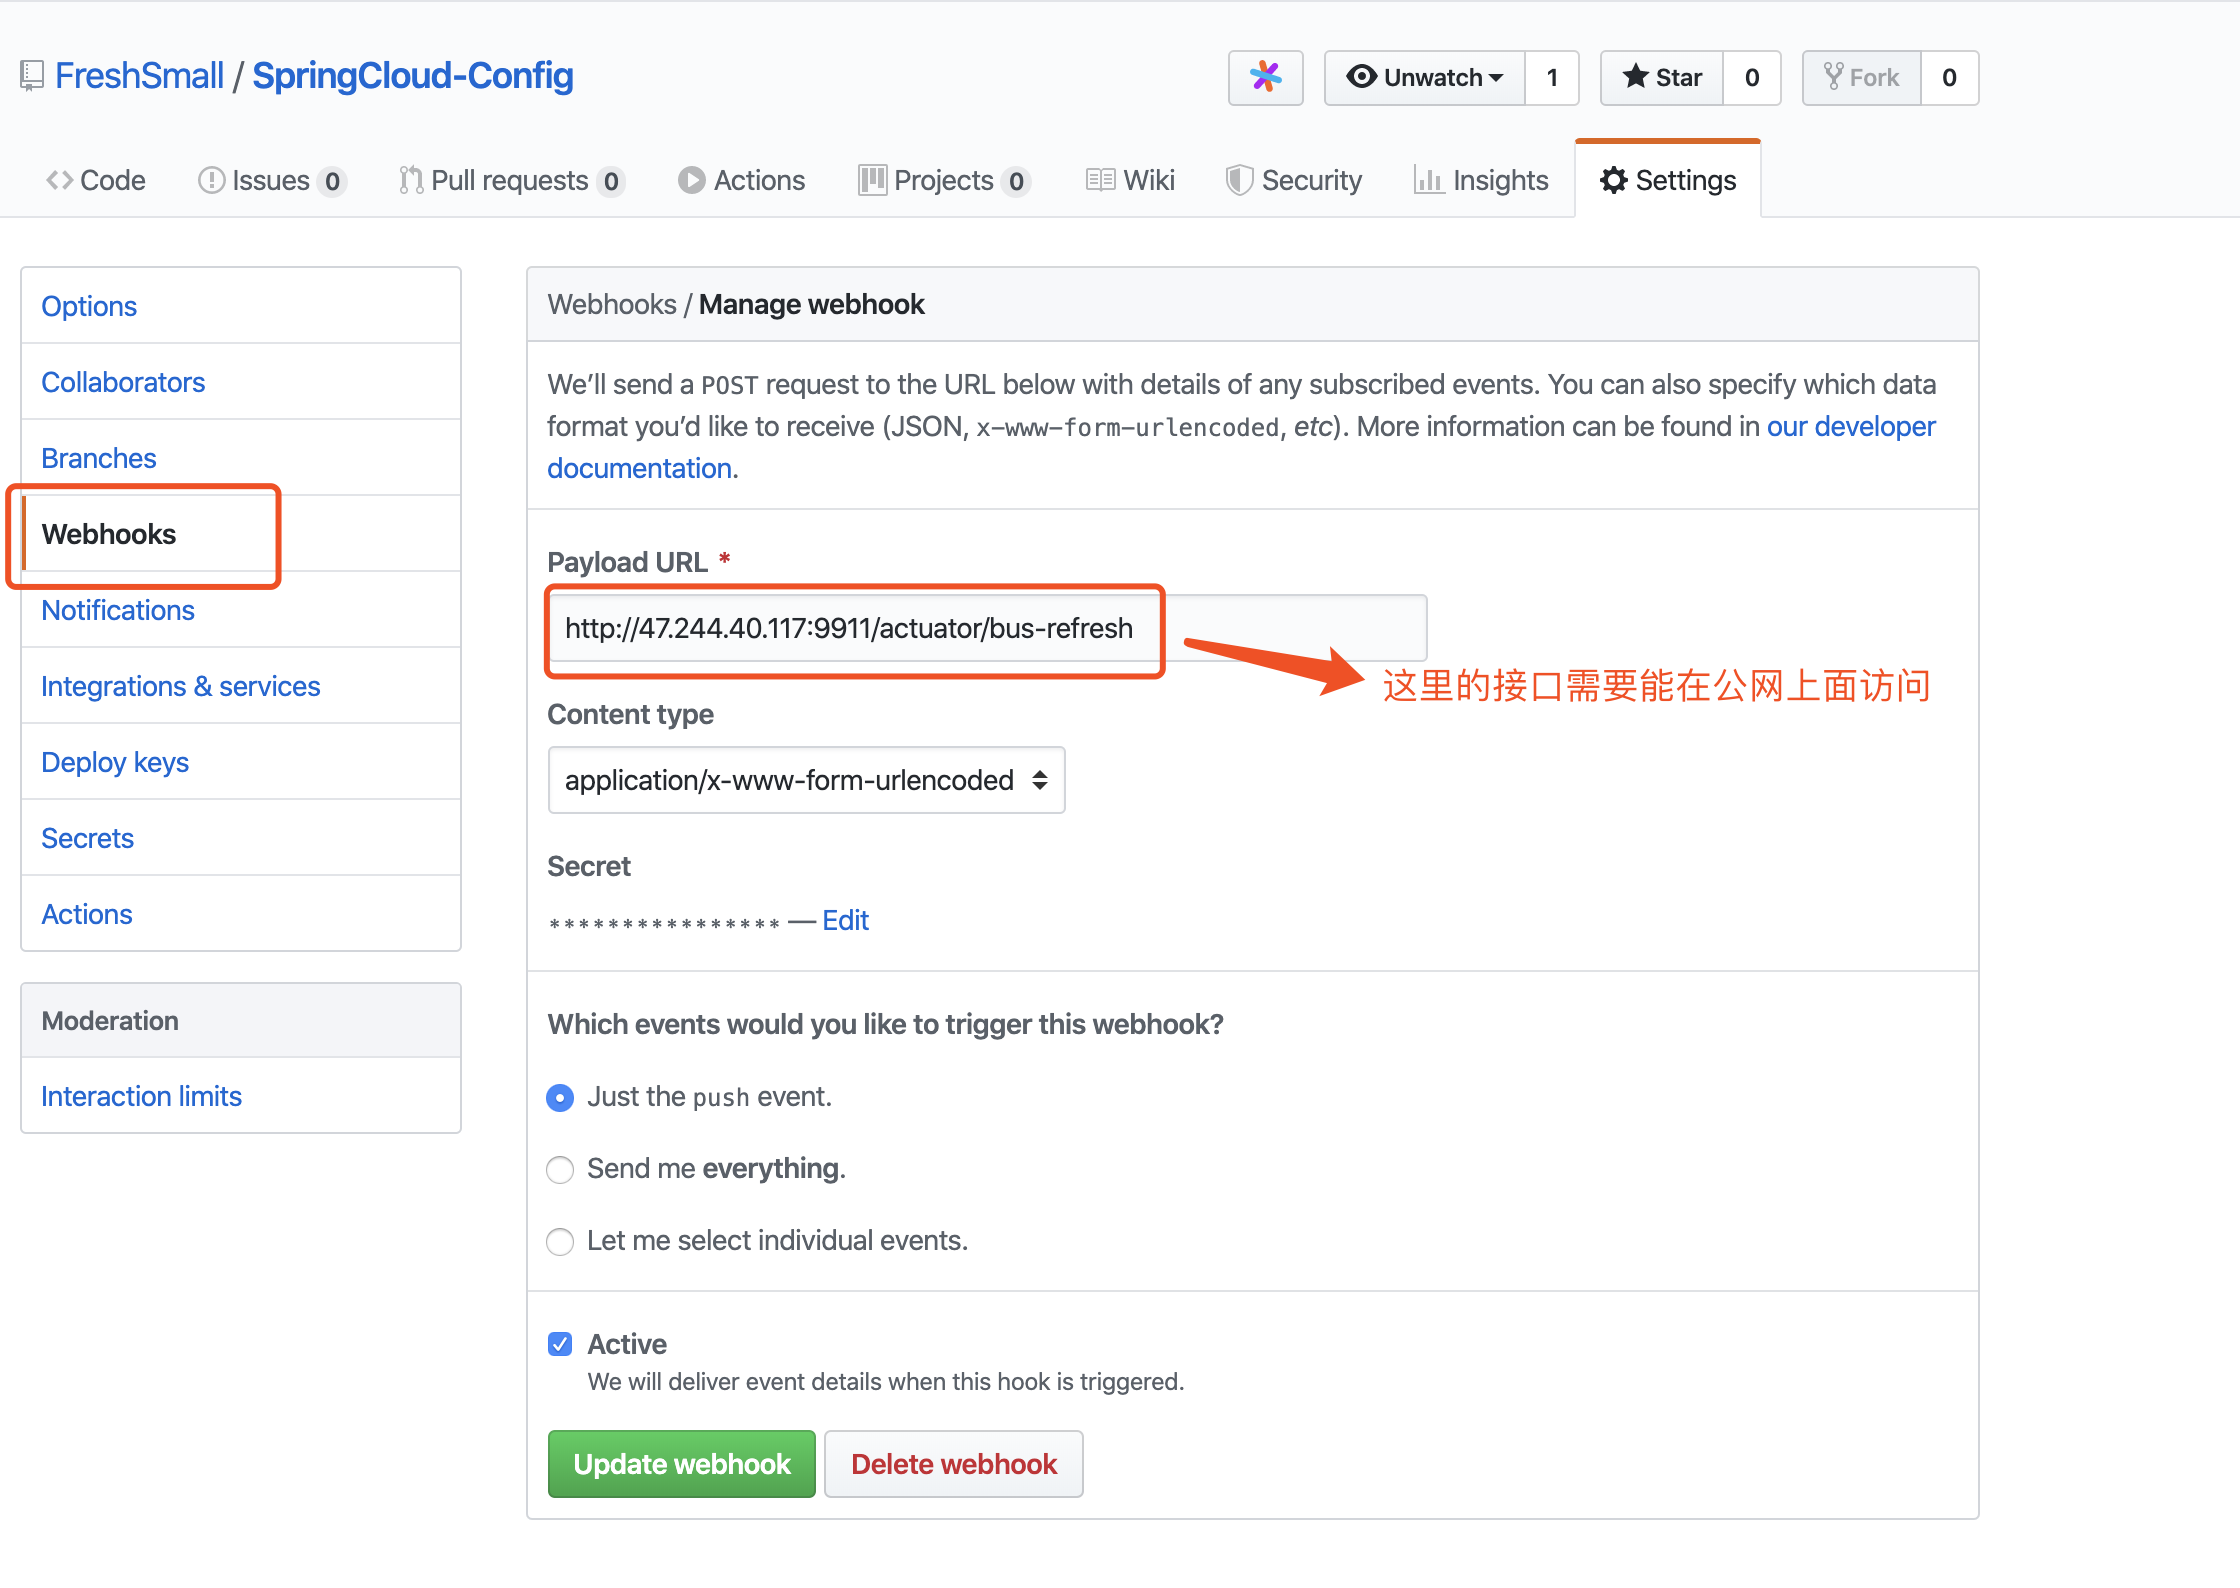 FreshSmall / SpringCloud-Config
Unwatch 1
Star 0
Fork 0
Code
Issues 0
Pull requests 0
Actions
Projects 0
Wiki
Security
Insights
Settings
Options
Collaborators
Branches
Webhooks
Notifications
Integrations & services
Deploy keys
Secrets
Actions
Moderation
Interaction limits
Webhooks / Manage webhook
We’ll send a POST request to the URL below with details of any subscribed events. You can also specify which data
format you’d like to receive (JSON, x-www-form-urlencoded, etc). More information can be found in our developer
documentation.
Payload URL *
http://47.244.40.117:9911/actuator/bus-refresh
这里的接口需要能在公网上面访问
Content type
application/x-www-form-urlencoded
Secret
**************** — Edit
Which events would you like to trigger this webhook?
Just the push event.
Send me everything.
Let me select individual events.
Active
We will deliver event details when this hook is triggered.
Update webhook
Delete webhook